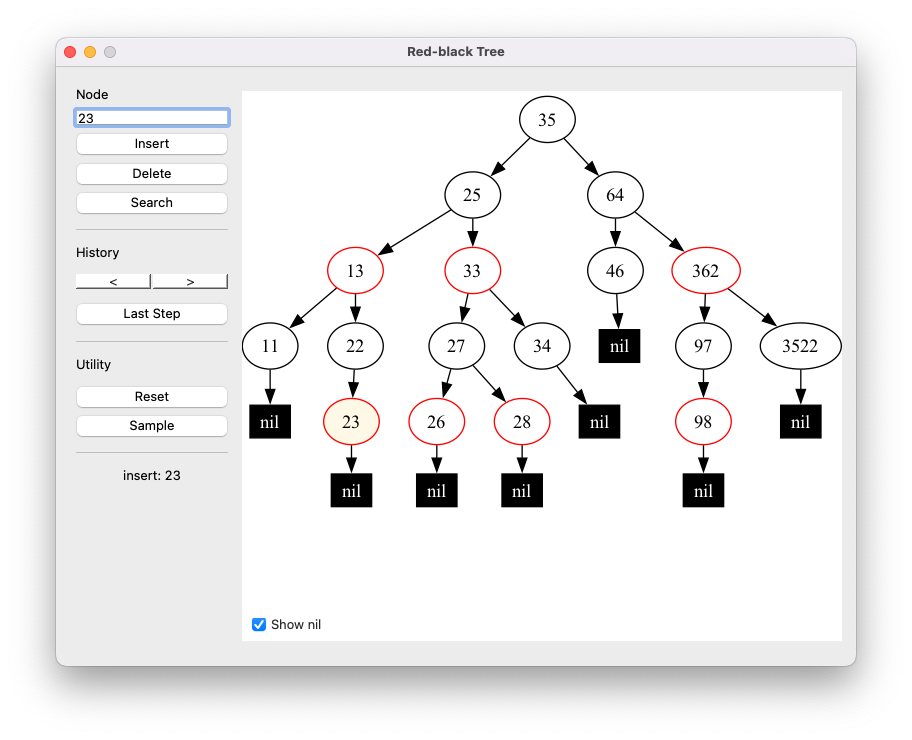 Red-black Tree
Node
23
Insert
Delete
Search
History
< >
Last Step
Utility
Reset
Sample
insert: 23
35
25 64
13 33 46 362
11 22 27 34 nil 97 3522
nil 23 26 28 nil 98 nil
nil nil nil nil
Show nil